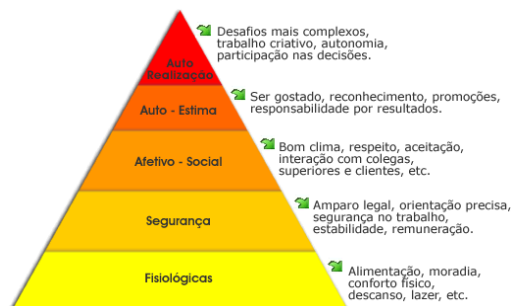 Desafios mais complexos,
trabalho criativo, autonomia,
participação nas decisões.
Auto
Realização
Ser gostado, reconhecimento, promoções,
responsabilidade por resultados.
Auto - Estima
Bom clima, respeito, aceitação,
interação com colegas,
superiores e clientes, etc.
Afetivo - Social
Amparo legal, orientação precisa,
segurança no trabalho,
estabilidade, remuneração.
Segurança
Alimentação, moradia,
conforto físico,
descanso, lazer, etc.
Fisiológicas